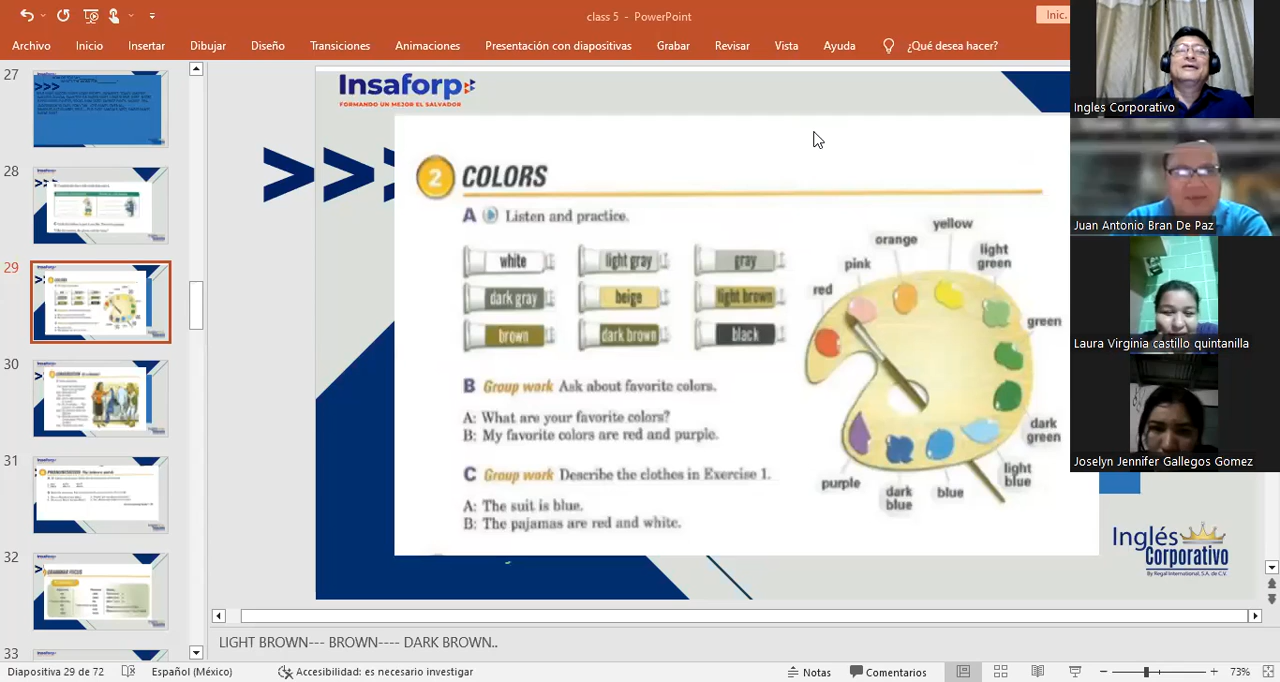 class 5 - PowerPoint
Inic.
Archivo Inicio Insertar Dibujar Diseño Transiciones Animaciones Presentación con diapositivas Grabar Revisar Vista Ayuda ¿Qué desea hacer?
27
28
29
30
31
32
33
Insaforp
FORMANDO UN MEJOR EL SALVADOR
>>>
2 COLORS
A Listen and practice.
white light gray gray
dark gray beige light brown
brown dark brown black
yellow
orange
light
green
pink
red
green
dark
green
light
blue
blue
dark
blue
purple
B Group work Ask about favorite colors.
A: What are your favorite colors?
B: My favorite colors are red and purple.
C Group work Describe the clothes in Exercise 1.
A: The suit is blue.
B: The pajamas are red and white.
Inglés
Corporativo
By Regal International, S.A. de C.V.
Ingles Corporativo
Juan Antonio Bran De Paz
Laura Virginia castillo quintanilla
Joselyn Jennifer Gallegos Gomez
LIGHT BROWN--- BROWN---- DARK BROWN..
Diapositiva 29 de 72 Español (México) Accesibilidad: es necesario investigar Notas Comentarios 73%